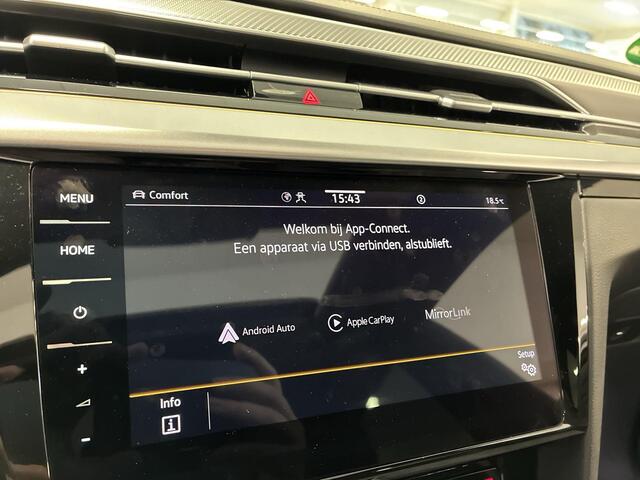 MENU
Comfort
15:43
2
18.5°C
HOME
Welkom bij App-Connect.
Een apparaat via USB verbinden, alstublieft.
Android Auto
Apple CarPlay
MirrorLink
Setup
Info